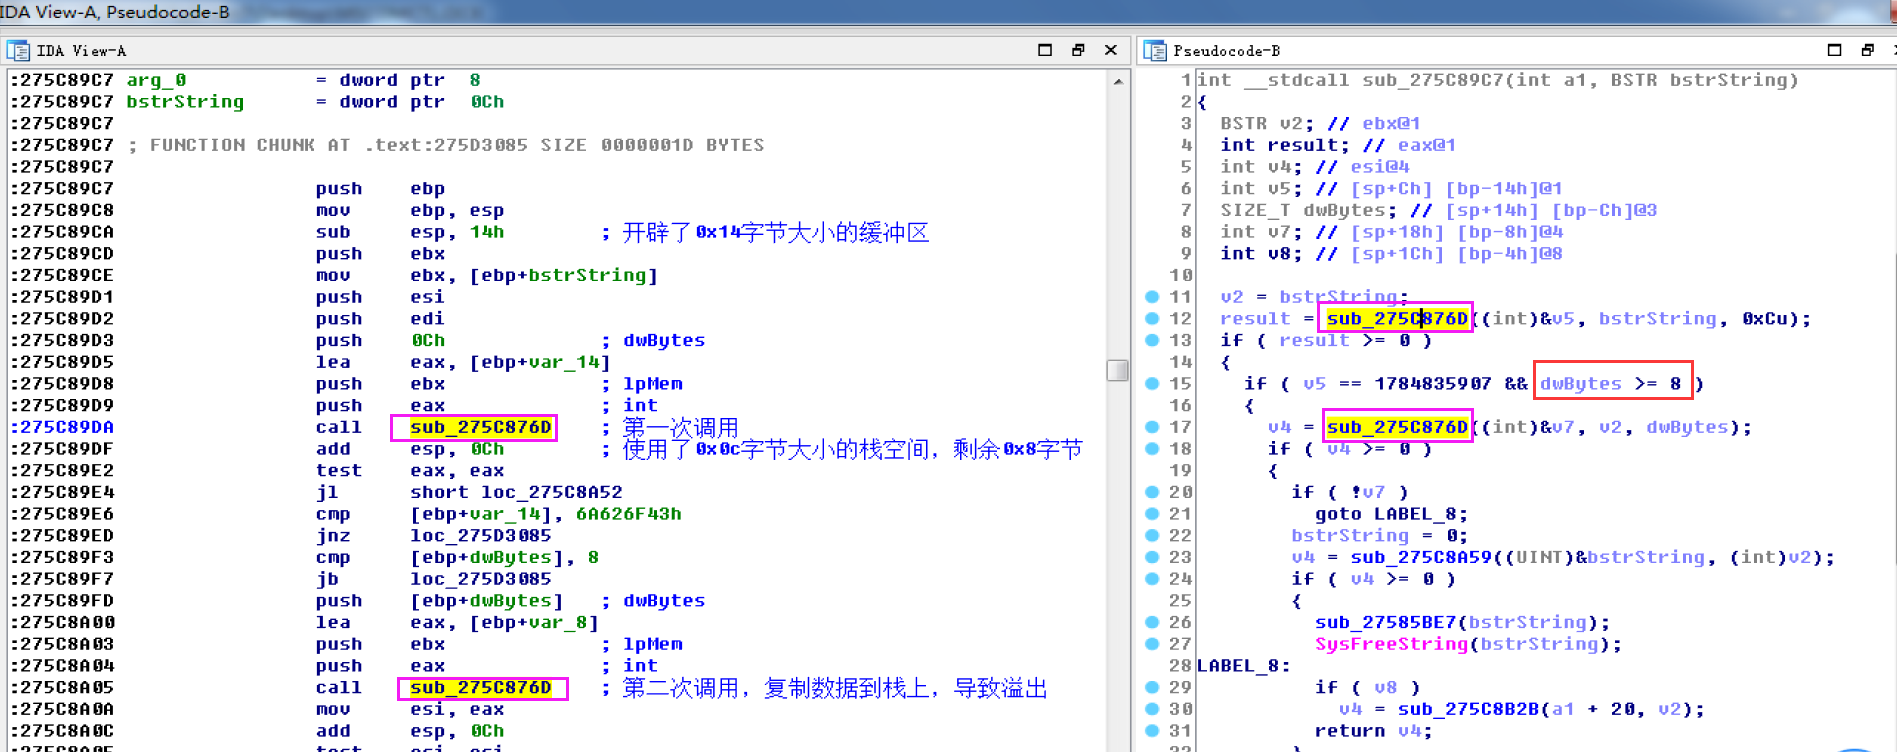 IDA View-A, Pseudocode-B
IDA View-A
:275C89C7 arg_0 = dword ptr 8
:275C89C7 bstrString = dword ptr 0Ch
:275C89C7
:275C89C7 ; FUNCTION CHUNK AT .text:275D3085 SIZE 0000001D BYTES
:275C89C7
:275C89C7 push ebp
:275C89C8 mov ebp, esp
:275C89CA sub esp, 14h ; 开辟了0x14字节大小的缓冲区
:275C89CD push ebx
:275C89CE mov ebx, [ebp+bstrString]
:275C89D1 push esi
:275C89D2 push edi
:275C89D3 push 0Ch ; dwBytes
:275C89D5 lea eax, [ebp+var_14]
:275C89D8 push ebx ; lpMem
:275C89D9 push eax ; int
:275C89DA call sub_275C876D ; 第一次调用
:275C89DF add esp, 0Ch ; 使用了0x0c字节大小的栈空间，剩余0x8字节
:275C89E2 test eax, eax
:275C89E4 jl short loc_275C8A52
:275C89E6 cmp [ebp+var_14], 6A626F43h
:275C89ED jnz loc_275D3085
:275C89F3 cmp [ebp+dwBytes], 8
:275C89F7 jb loc_275D3085
:275C89FD push [ebp+dwBytes] ; dwBytes
:275C8A00 lea eax, [ebp+var_8]
:275C8A03 push ebx ; lpMem
:275C8A04 push eax ; int
:275C8A05 call sub_275C876D ; 第二次调用，复制数据到栈上，导致溢出
:275C8A0A mov esi, eax
:275C8A0C add esp, 0Ch
:275C8A0F test esi, esi
Pseudocode-B
1 int __stdcall sub_275C89C7(int a1, BSTR bstrString)
2 {
3 BSTR v2; // ebx@1
4 int result; // eax@1
5 int v4; // esi@4
6 int v5; // [sp+Ch] [bp-14h]@1
7 SIZE_T dwBytes; // [sp+14h] [bp-Ch]@3
8 int v7; // [sp+18h] [bp-8h]@4
9 int v8; // [sp+1Ch] [bp-4h]@8
10
11 v2 = bstrString;
12 result = sub_275C876D((int)&v5, bstrString, 0xCu);
13 if ( result >= 0 )
14 {
15 if ( v5 == 1784835907 && dwBytes >= 8 )
16 {
17 v4 = sub_275C876D((int)&v7, v2, dwBytes);
18 if ( v4 >= 0 )
19 {
20 if ( !v7 )
21 goto LABEL_8;
22 bstrString = 0;
23 v4 = sub_275C8A59((UINT)&bstrString, (int)v2);
24 if ( v4 >= 0 )
25 {
26 sub_27585BE7(bstrString);
27 SysFreeString(bstrString);
28 LABEL_8:
29 if ( v8 )
30 v4 = sub_275C8B2B(a1 + 20, v2);
31 return v4;